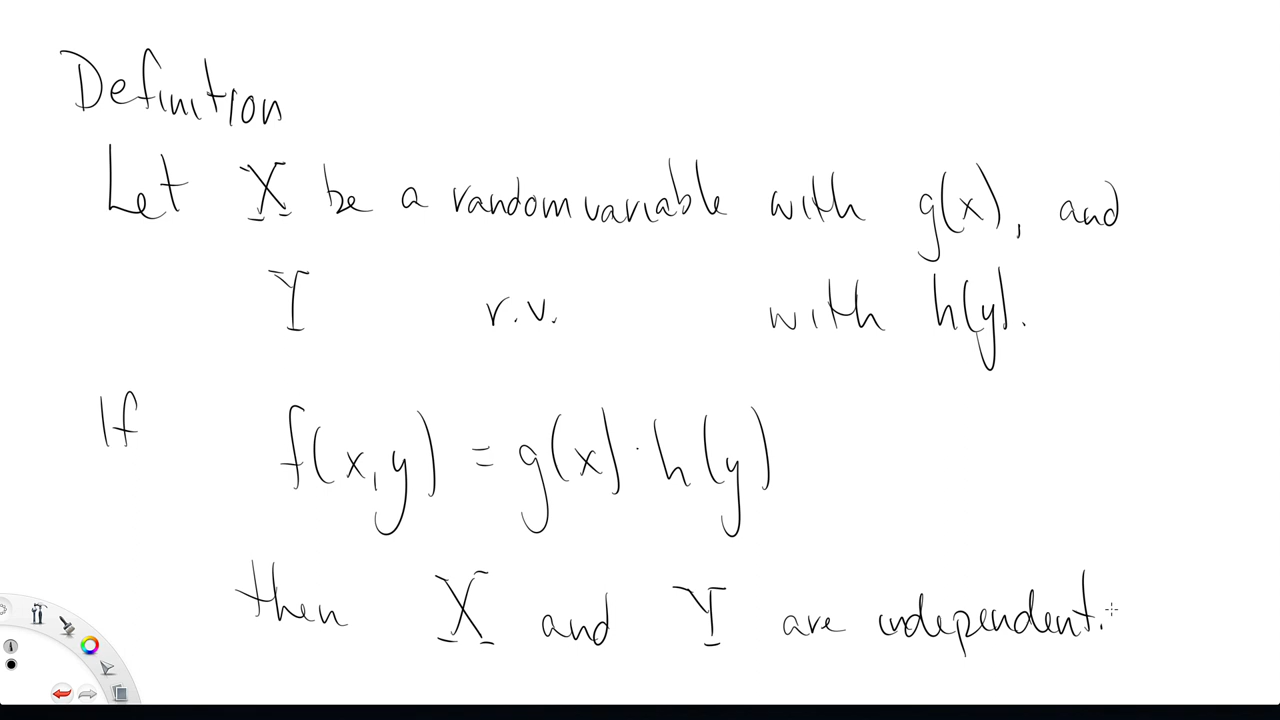 Definition
Let X be a random variable with g(x), and
Y r.v. with h(y).
If f(x,y) = g(x) · h(y)
then X and Y are independent.